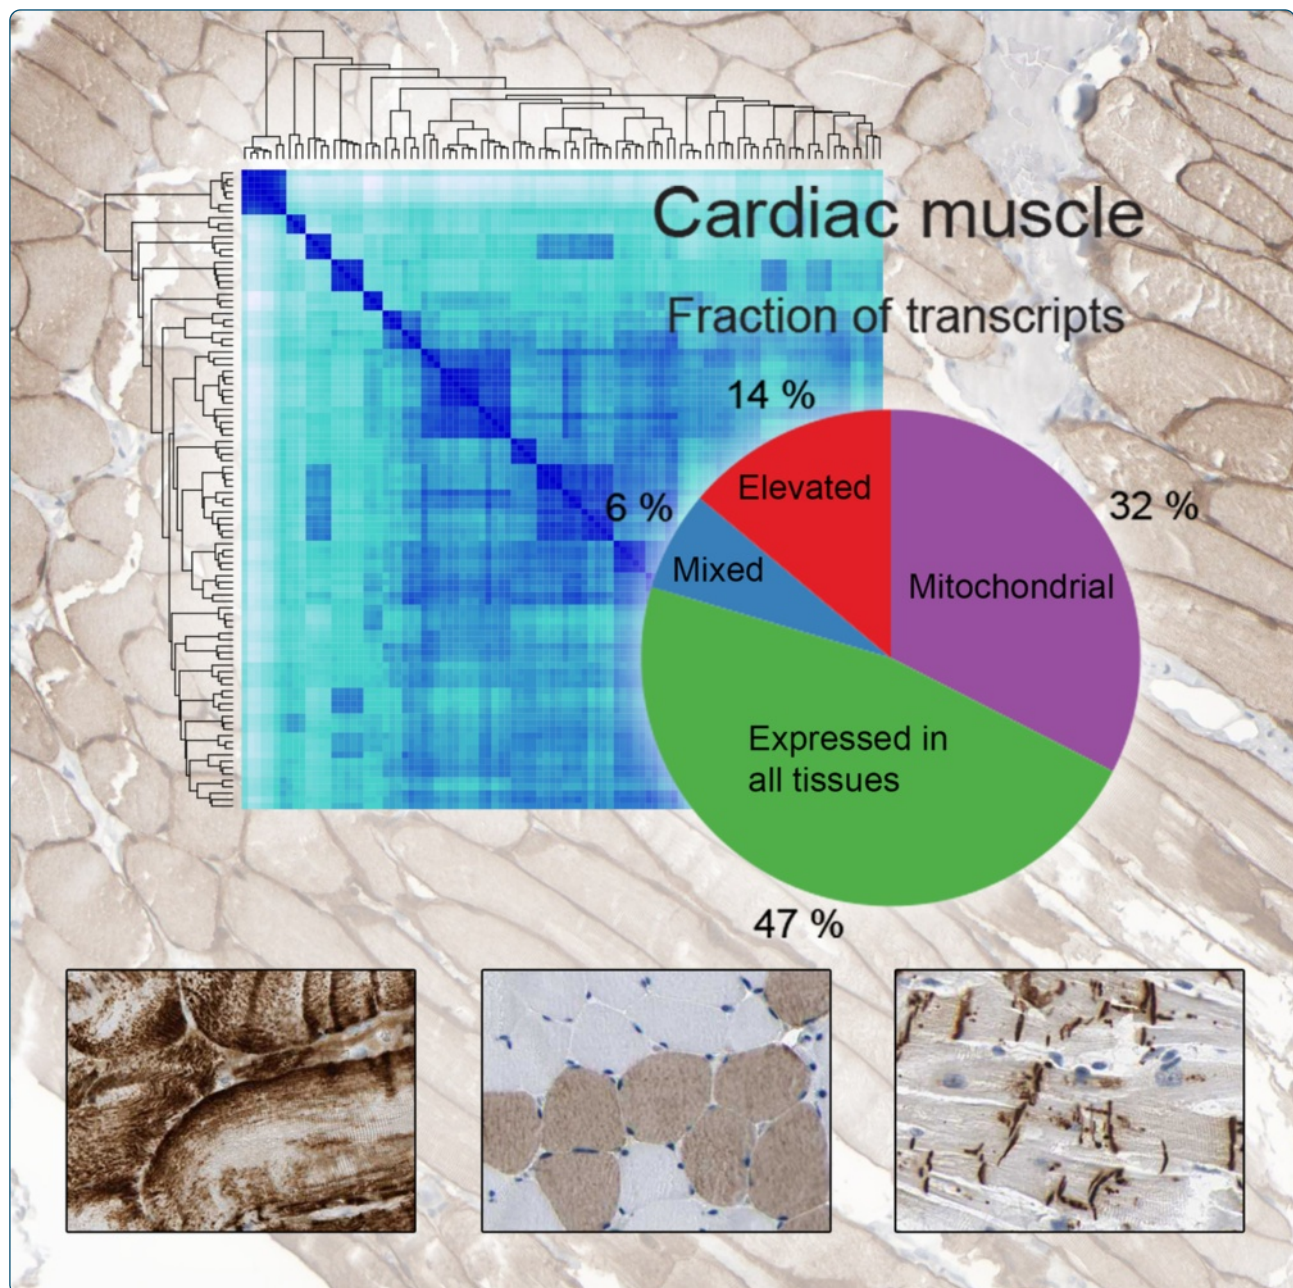 Cardiac muscle
Fraction of transcripts
14 %
Elevated
6 %
32 %
Mixed
Mitochondrial
Expressed in
all tissues
47 %